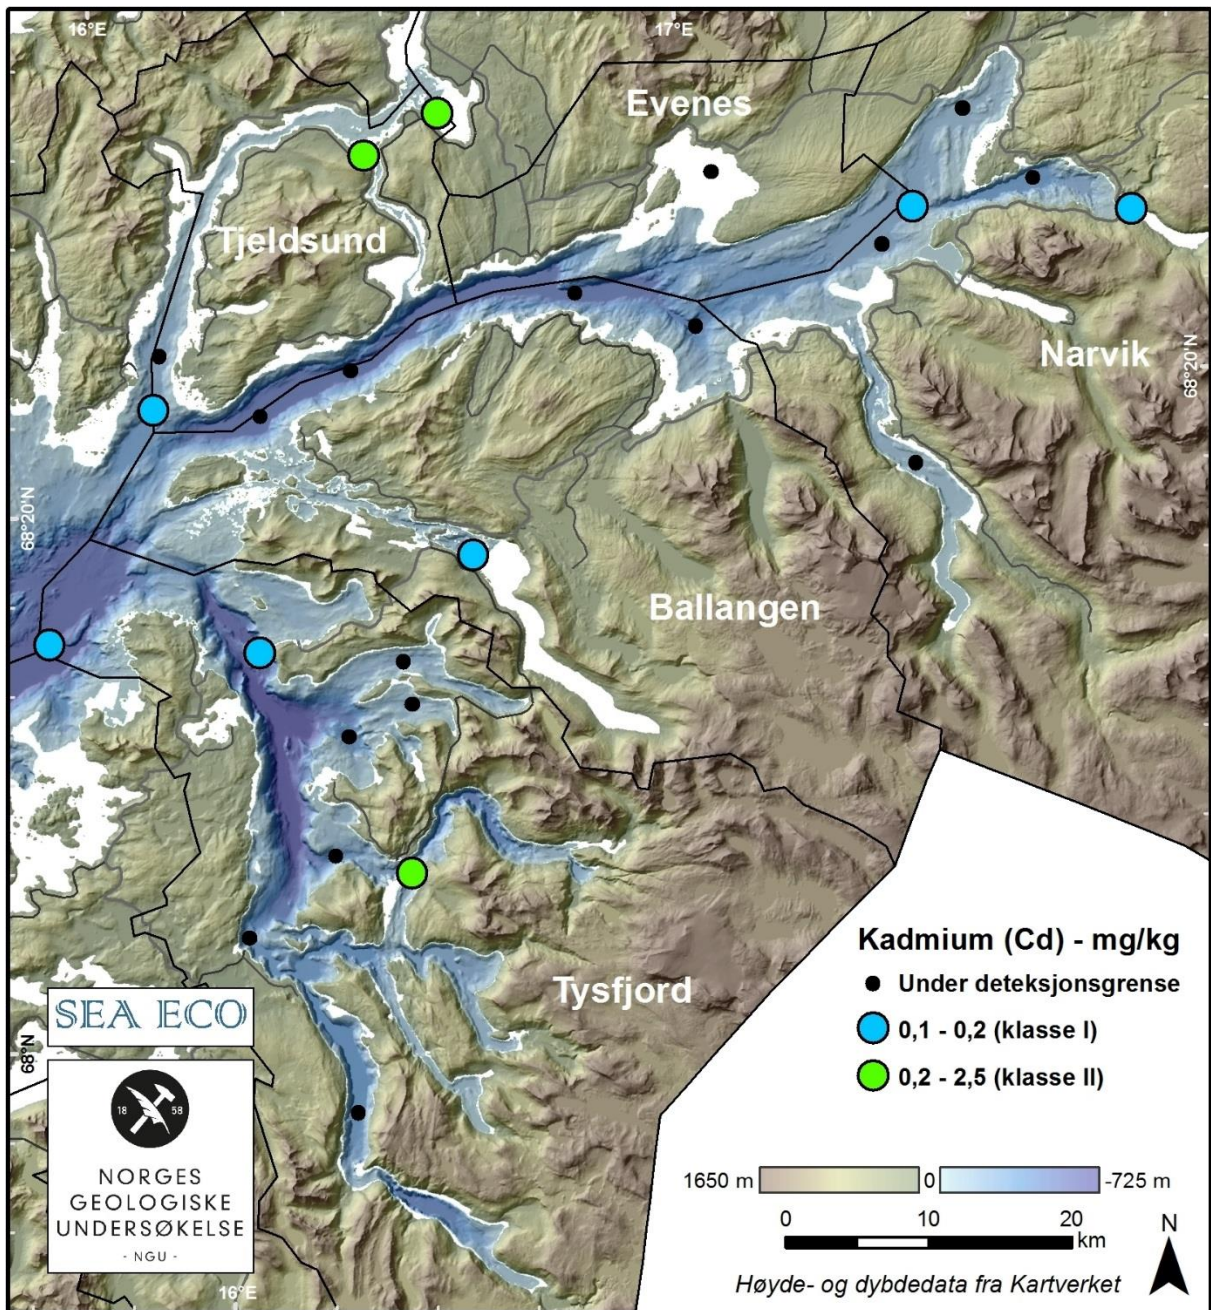 16°E
17°E
Evenes
Tjeldsund
Narvik
68°20'N
68°20'N
Ballangen
Tysfjord
68°N
16°E
SEA ECO
18 58
NORGES
GEOLOGISKE
UNDERSØKELSE
- NGU -
Kadmium (Cd) - mg/kg
Under deteksjonsgrense
0,1 - 0,2 (klasse I)
0,2 - 2,5 (klasse II)
1650 m 0 -725 m
0 10 20
km
N
Høyde- og dybdedata fra Kartverket